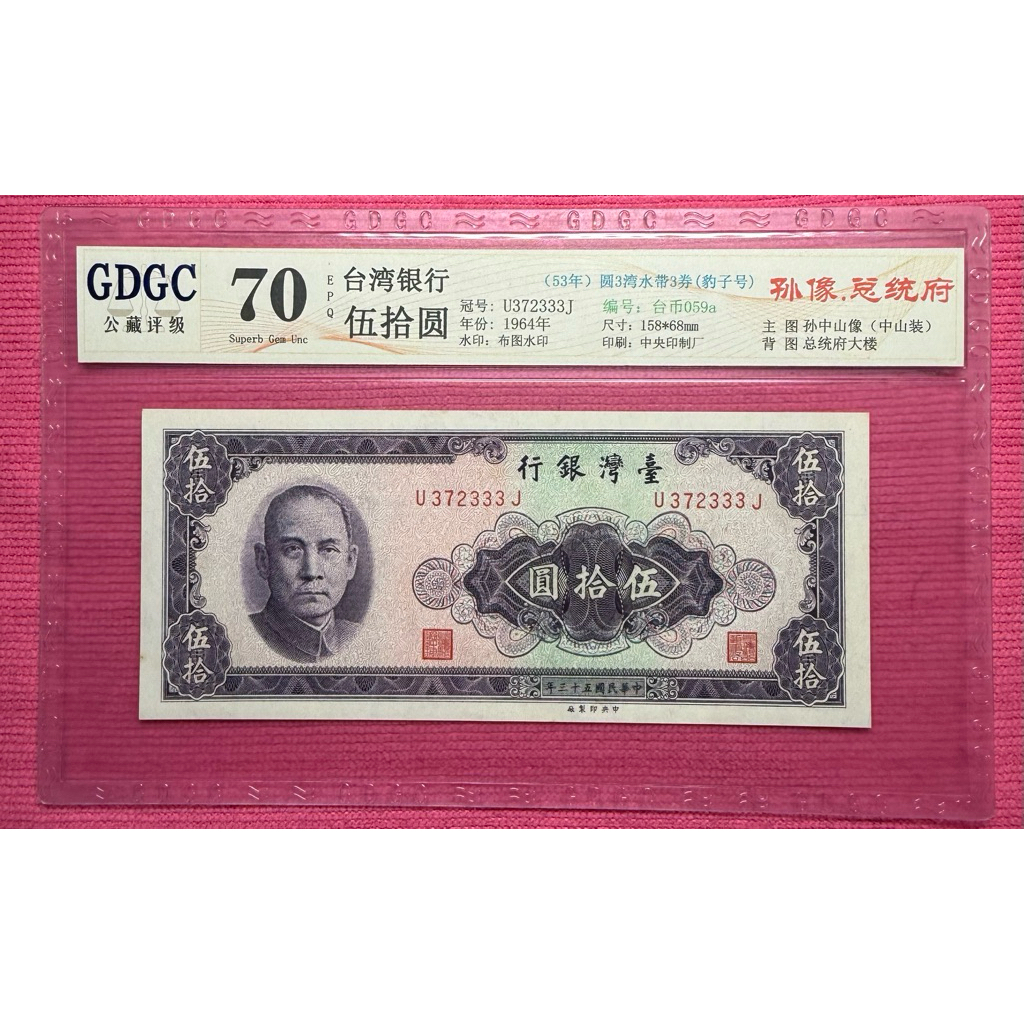 GDGC GDGC GDGC GDGC
GDGC
公藏评级
70
EPQ
Superb Gem Unc
台湾银行
伍拾圆
冠号: U372333J
年份: 1964年
水印: 布图水印
(53年) 圆3湾水带3券(豹子号)
编号: 台币059a
尺寸: 158*68mm
印刷: 中央印制厂
孙像.总统府
主 图 孙中山像 (中山装)
背 图 总统府大楼
行銀灣臺
U372333J U372333J
伍拾
伍拾
圓拾伍
伍拾
伍拾
年三十五國民華中
廠製印央中